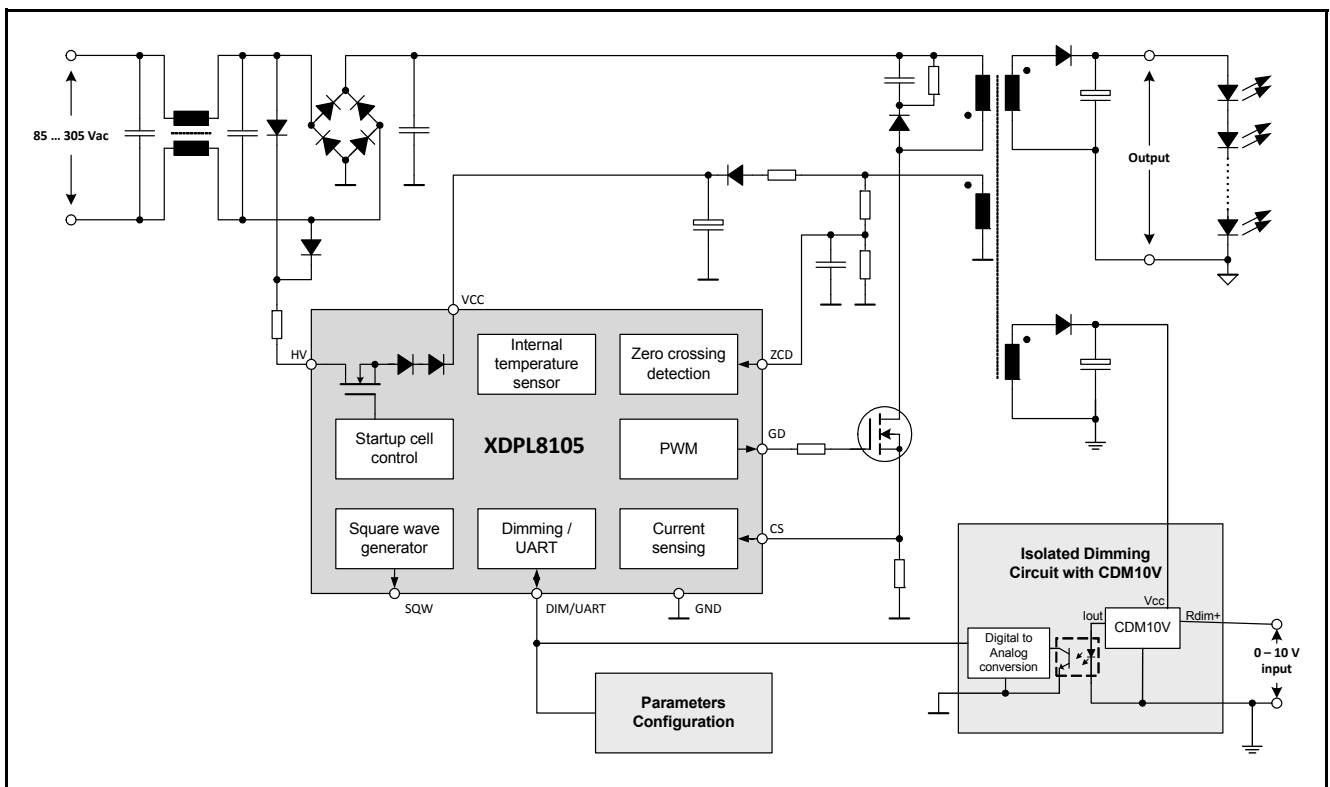 85 ... 305 Vac
Output
VCC
HV
Internal
temperature
sensor
Zero crossing
detection
ZCD
Startup cell
control
XDPL8105
PWM
GD
Square wave
generator
Dimming /
UART
Current
sensing
CS
SQW
DIM/UART
GND
Isolated Dimming
Circuit with CDM10V
Vcc
Iout
CDM10V
Rdim+
Digital to
Analog
conversion
0 – 10 V
input
Parameters
Configuration